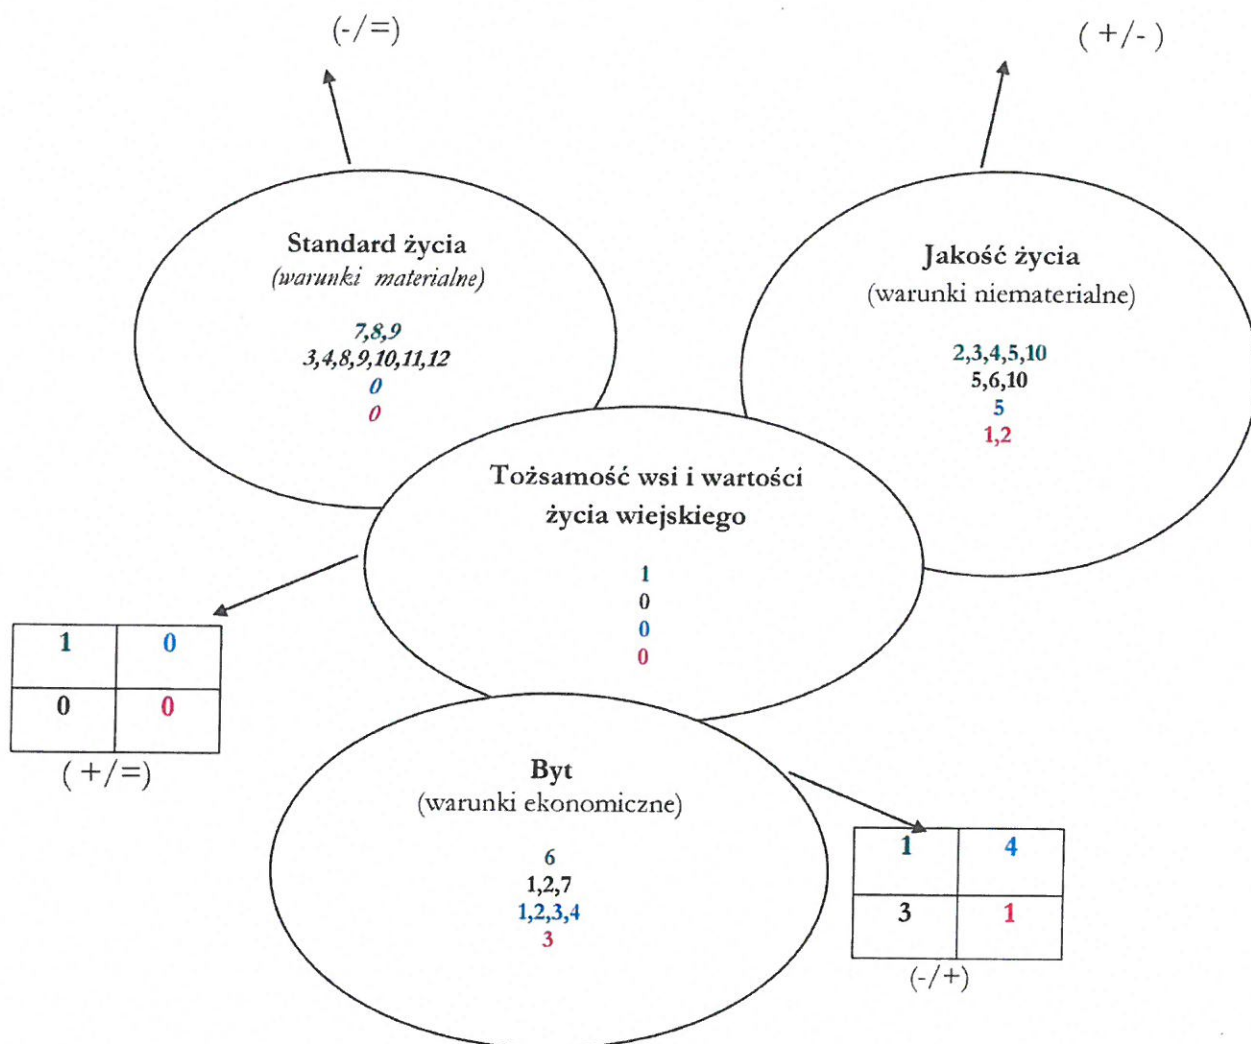 (-/=)
( +/- )
Standard życia
(warunki materialne)
7,8,9
3,4,8,9,10,11,12
0
0
Jakość życia
(warunki niematerialne)
2,3,4,5,10
5,6,10
5
1,2
Tożsamość wsi i wartości
życia wiejskiego
1
0
0
0
1 0
0 0
( +/=)
Byt
(warunki ekonomiczne)
6
1,2,7
1,2,3,4
3
1 4
3 1
(-/+)